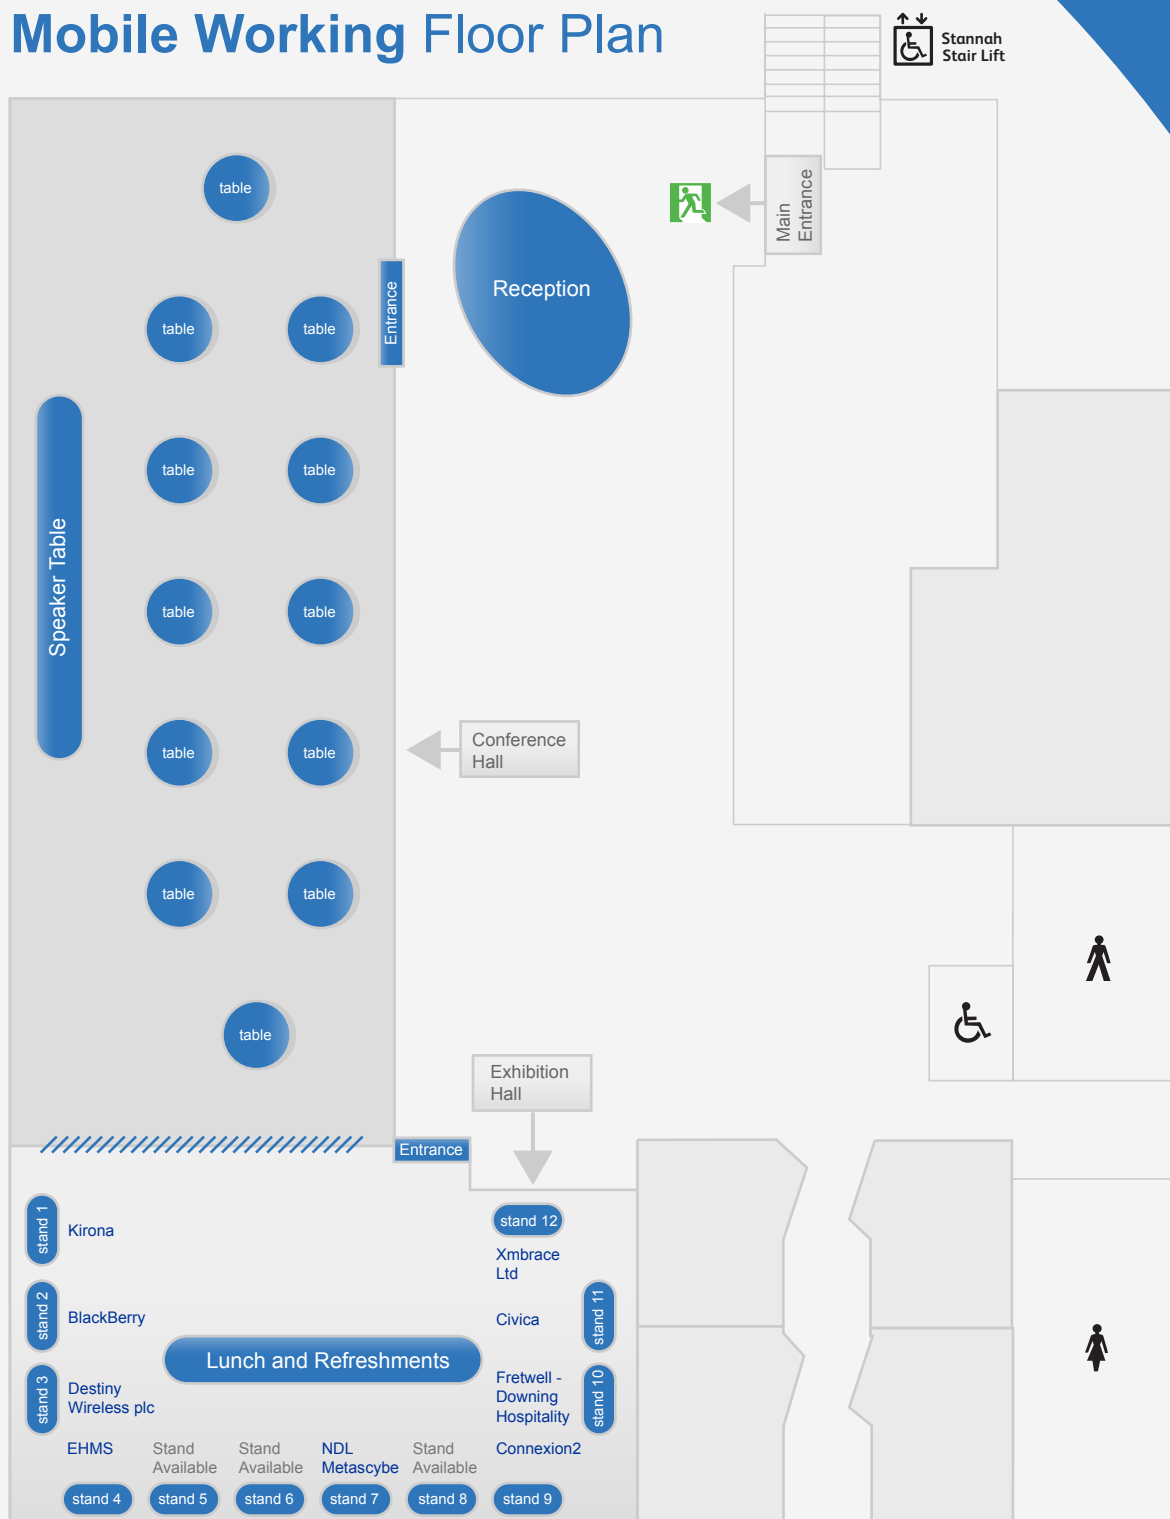 Mobile Working Floor Plan
Stannah
Stair Lift
table
Main
Entrance
Reception
Entrance
table
table
table
table
Speaker Table
table
table
Conference
Hall
table
table
table
table
table
Exhibition
Hall
Entrance
stand 1
Kirona
stand 12
Xmbrace
Ltd
stand 2
BlackBerry
Civica
stand 11
Lunch and Refreshments
stand 3
Destiny
Wireless plc
Fretwell -
Downing
Hospitality
stand 10
EHMS
Stand
Available
Stand
Available
NDL
Metascybe
Stand
Available
Connexion2
stand 4
stand 5
stand 6
stand 7
stand 8
stand 9